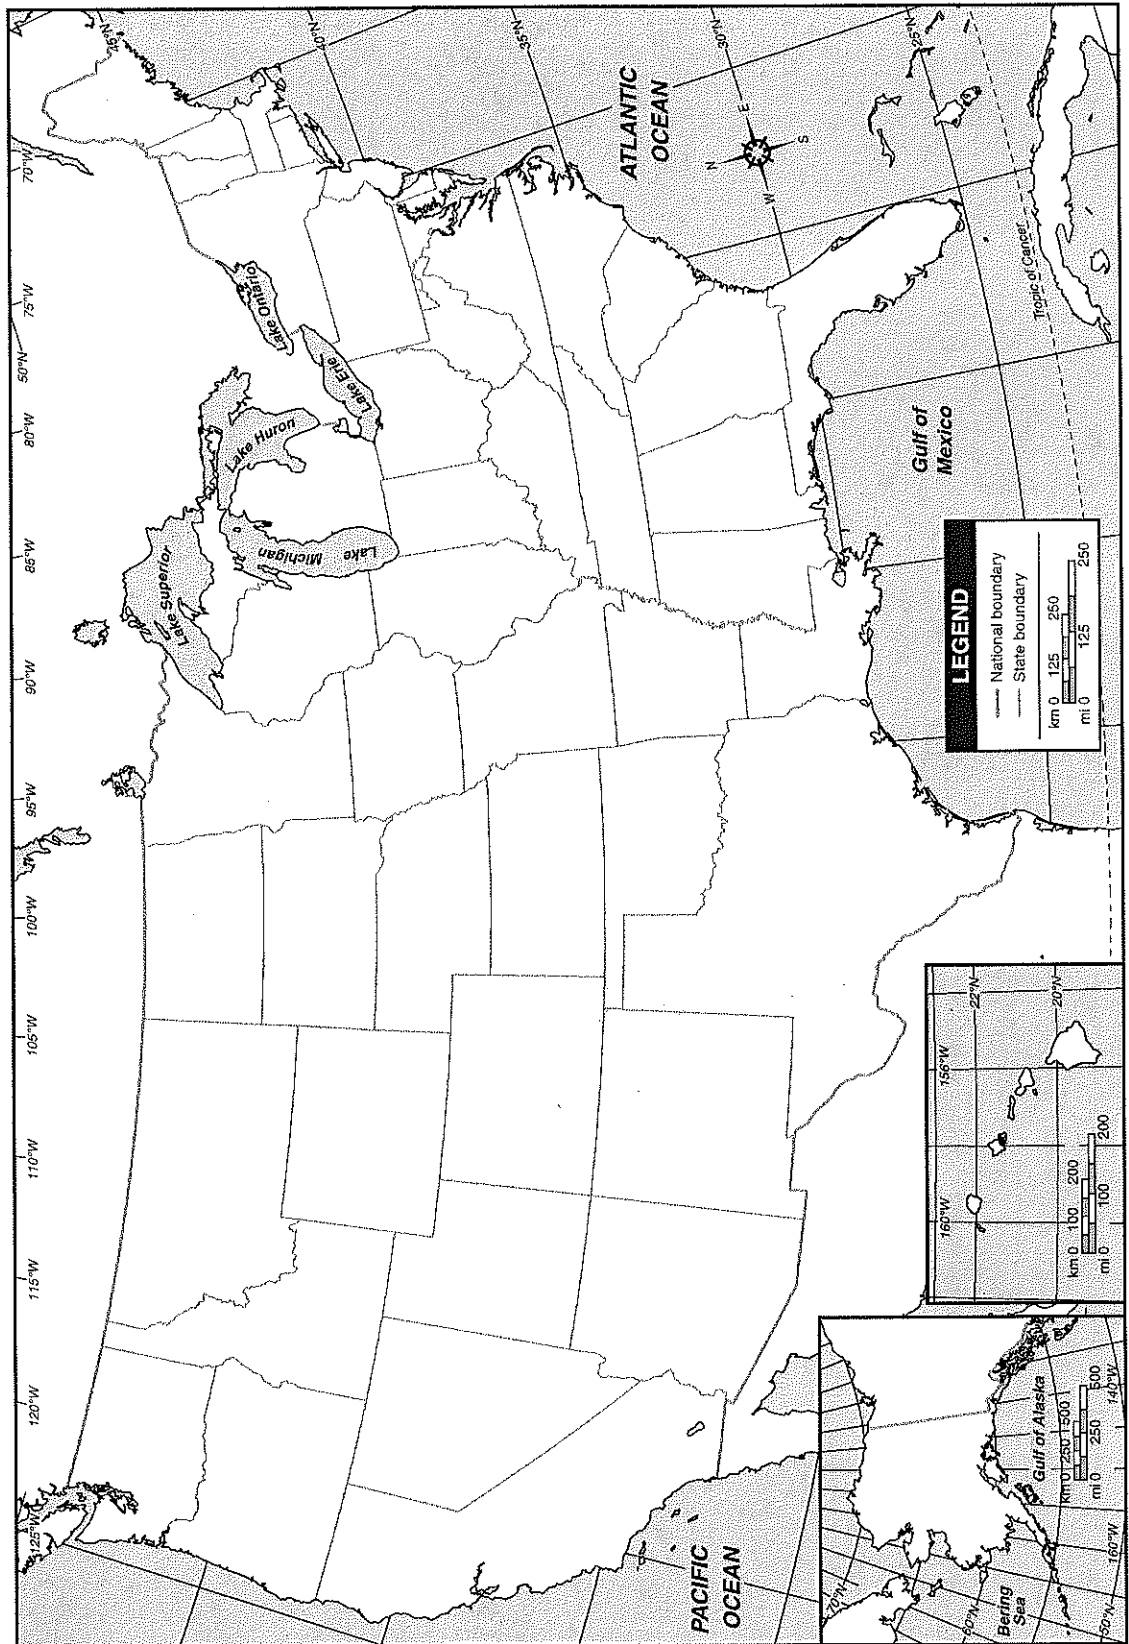 125°W
120°W
115°W
110°W
105°W
100°W
95°W
90°W
85°W
80°W
50°N
75°W
70°W
45°N
40°N
35°N
30°N
25°N
Lake Superior
Lake
Michigan
Lake Huron
Lake Erie
Lake Ontario
PACIFIC
OCEAN
ATLANTIC
OCEAN
N
E
W
S
Gulf of
Mexico
Tropic of Cancer
70°N
60°N
50°N
Bering
Sea
Gulf of Alaska
km 0 250 500
mi 0 250 500
160°W
140°W
160°W
156°W
22°N
20°N
km 0 100 200
mi 0 100 200
LEGEND
National boundary
State boundary
km 0 125 250
mi 0 125 250